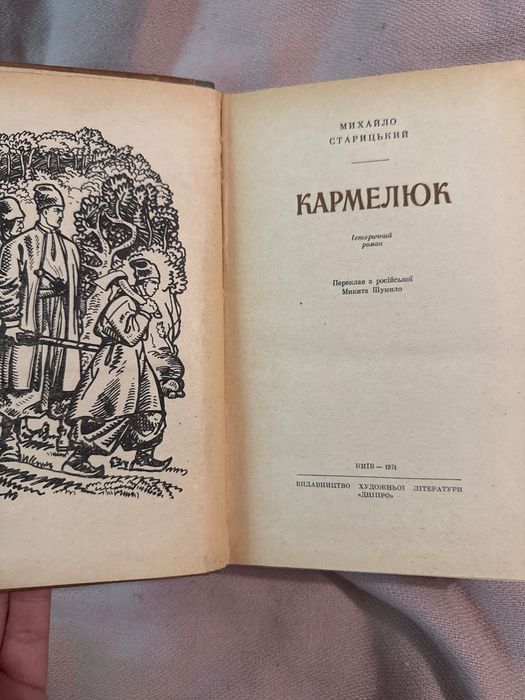 МИХАЙЛО
СТАРИЦЬКИЙ
КАРМЕЛЮК
Історичний
роман
Переклав з російської
Микита Шумило
КИЇВ — 1971
ВИДАВНИЦТВО ХУДОЖНЬОЇ ЛІТЕРАТУРИ
«ДНІПРО»